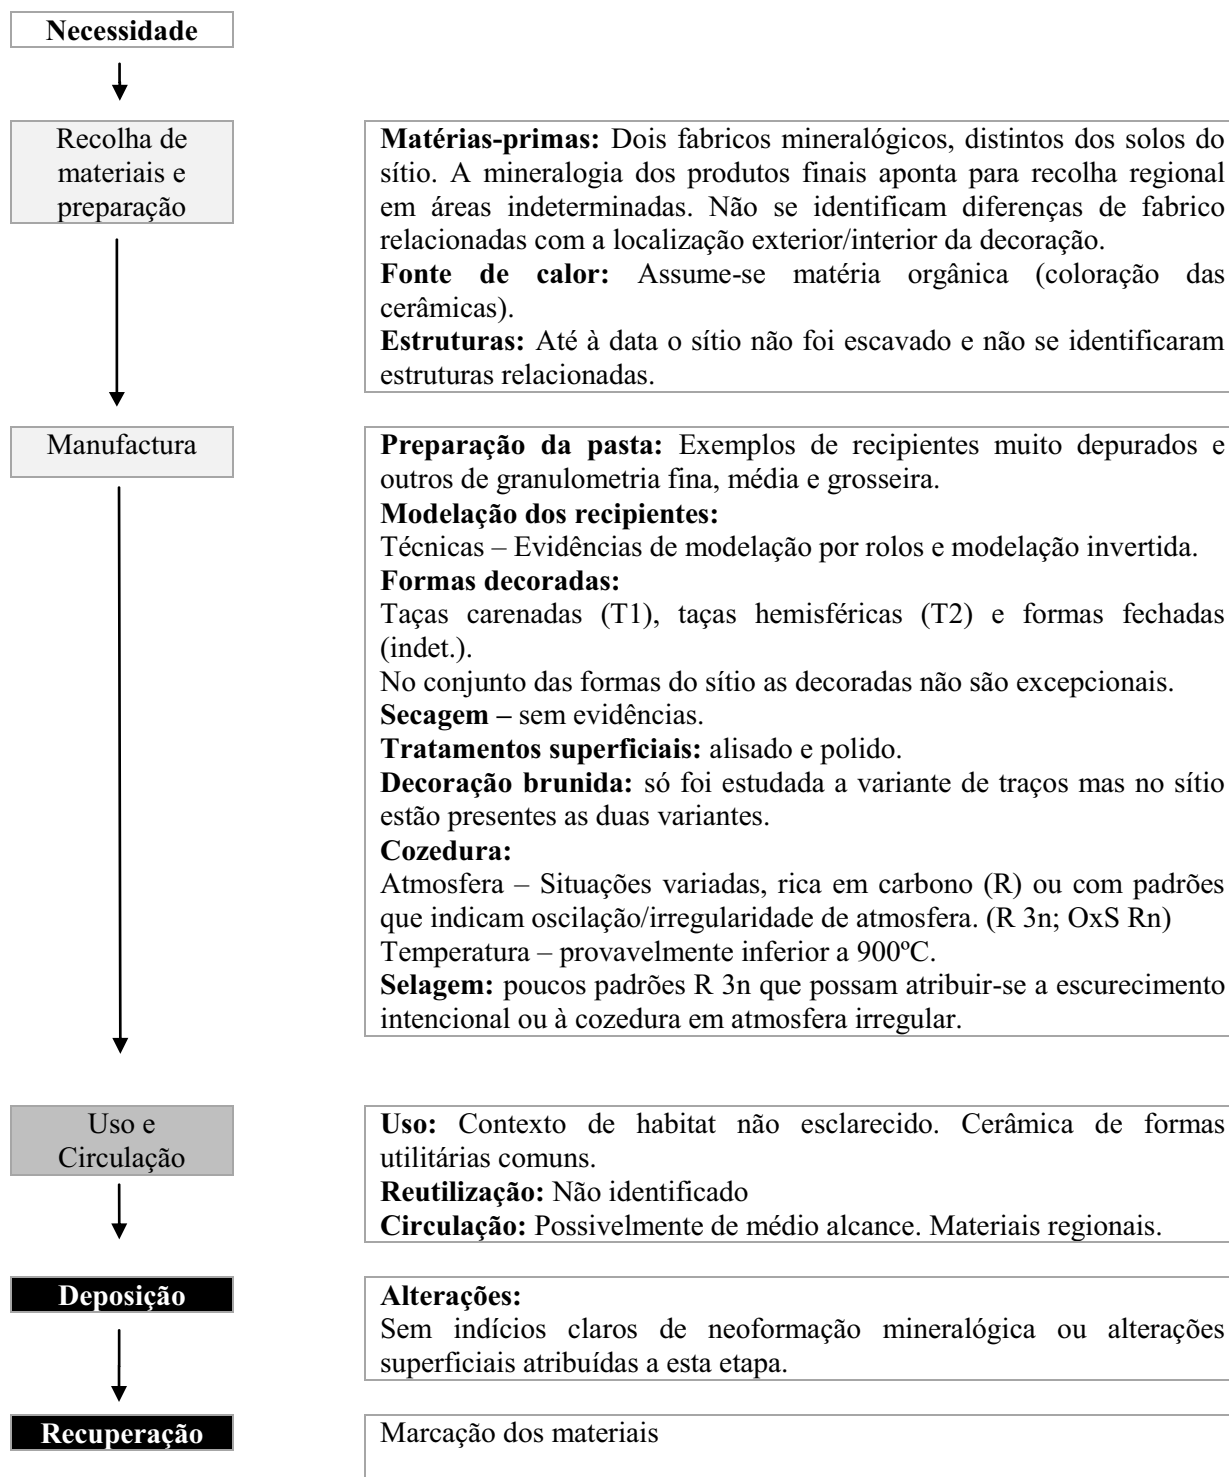 Necessidade
Recolha de
materiais e
preparação
Matérias-primas: Dois fabricos mineralógicos, distintos dos solos do
sítio. A mineralogia dos produtos finais aponta para recolha regional
em áreas indeterminadas. Não se identificam diferenças de fabrico
relacionadas com a localização exterior/interior da decoração.
Fonte de calor: Assume-se matéria orgânica (coloração das
cerâmicas).
Estruturas: Até à data o sítio não foi escavado e não se identificaram
estruturas relacionadas.
Manufactura
Preparação da pasta: Exemplos de recipientes muito depurados e
outros de granulometria fina, média e grosseira.
Modelação dos recipientes:
Técnicas – Evidências de modelação por rolos e modelação invertida.
Formas decoradas:
Taças carenadas (T1), taças hemisféricas (T2) e formas fechadas
(indet.).
No conjunto das formas do sítio as decoradas não são excepcionais.
Secagem – sem evidências.
Tratamentos superficiais: alisado e polido.
Decoração brunida: só foi estudada a variante de traços mas no sítio
estão presentes as duas variantes.
Cozedura:
Atmosfera – Situações variadas, rica em carbono (R) ou com padrões
que indicam oscilação/irregularidade de atmosfera. (R 3n; OxS Rn)
Temperatura – provavelmente inferior a 900ºC.
Selagem: poucos padrões R 3n que possam atribuir-se a escurecimento
intencional ou à cozedura em atmosfera irregular.
Uso e
Circulação
Uso: Contexto de habitat não esclarecido. Cerâmica de formas
utilitárias comuns.
Reutilização: Não identificado
Circulação: Possivelmente de médio alcance. Materiais regionais.
Deposição
Alterações:
Sem indícios claros de neoformação mineralógica ou alterações
superficiais atribuídas a esta etapa.
Recuperação
Marcação dos materiais